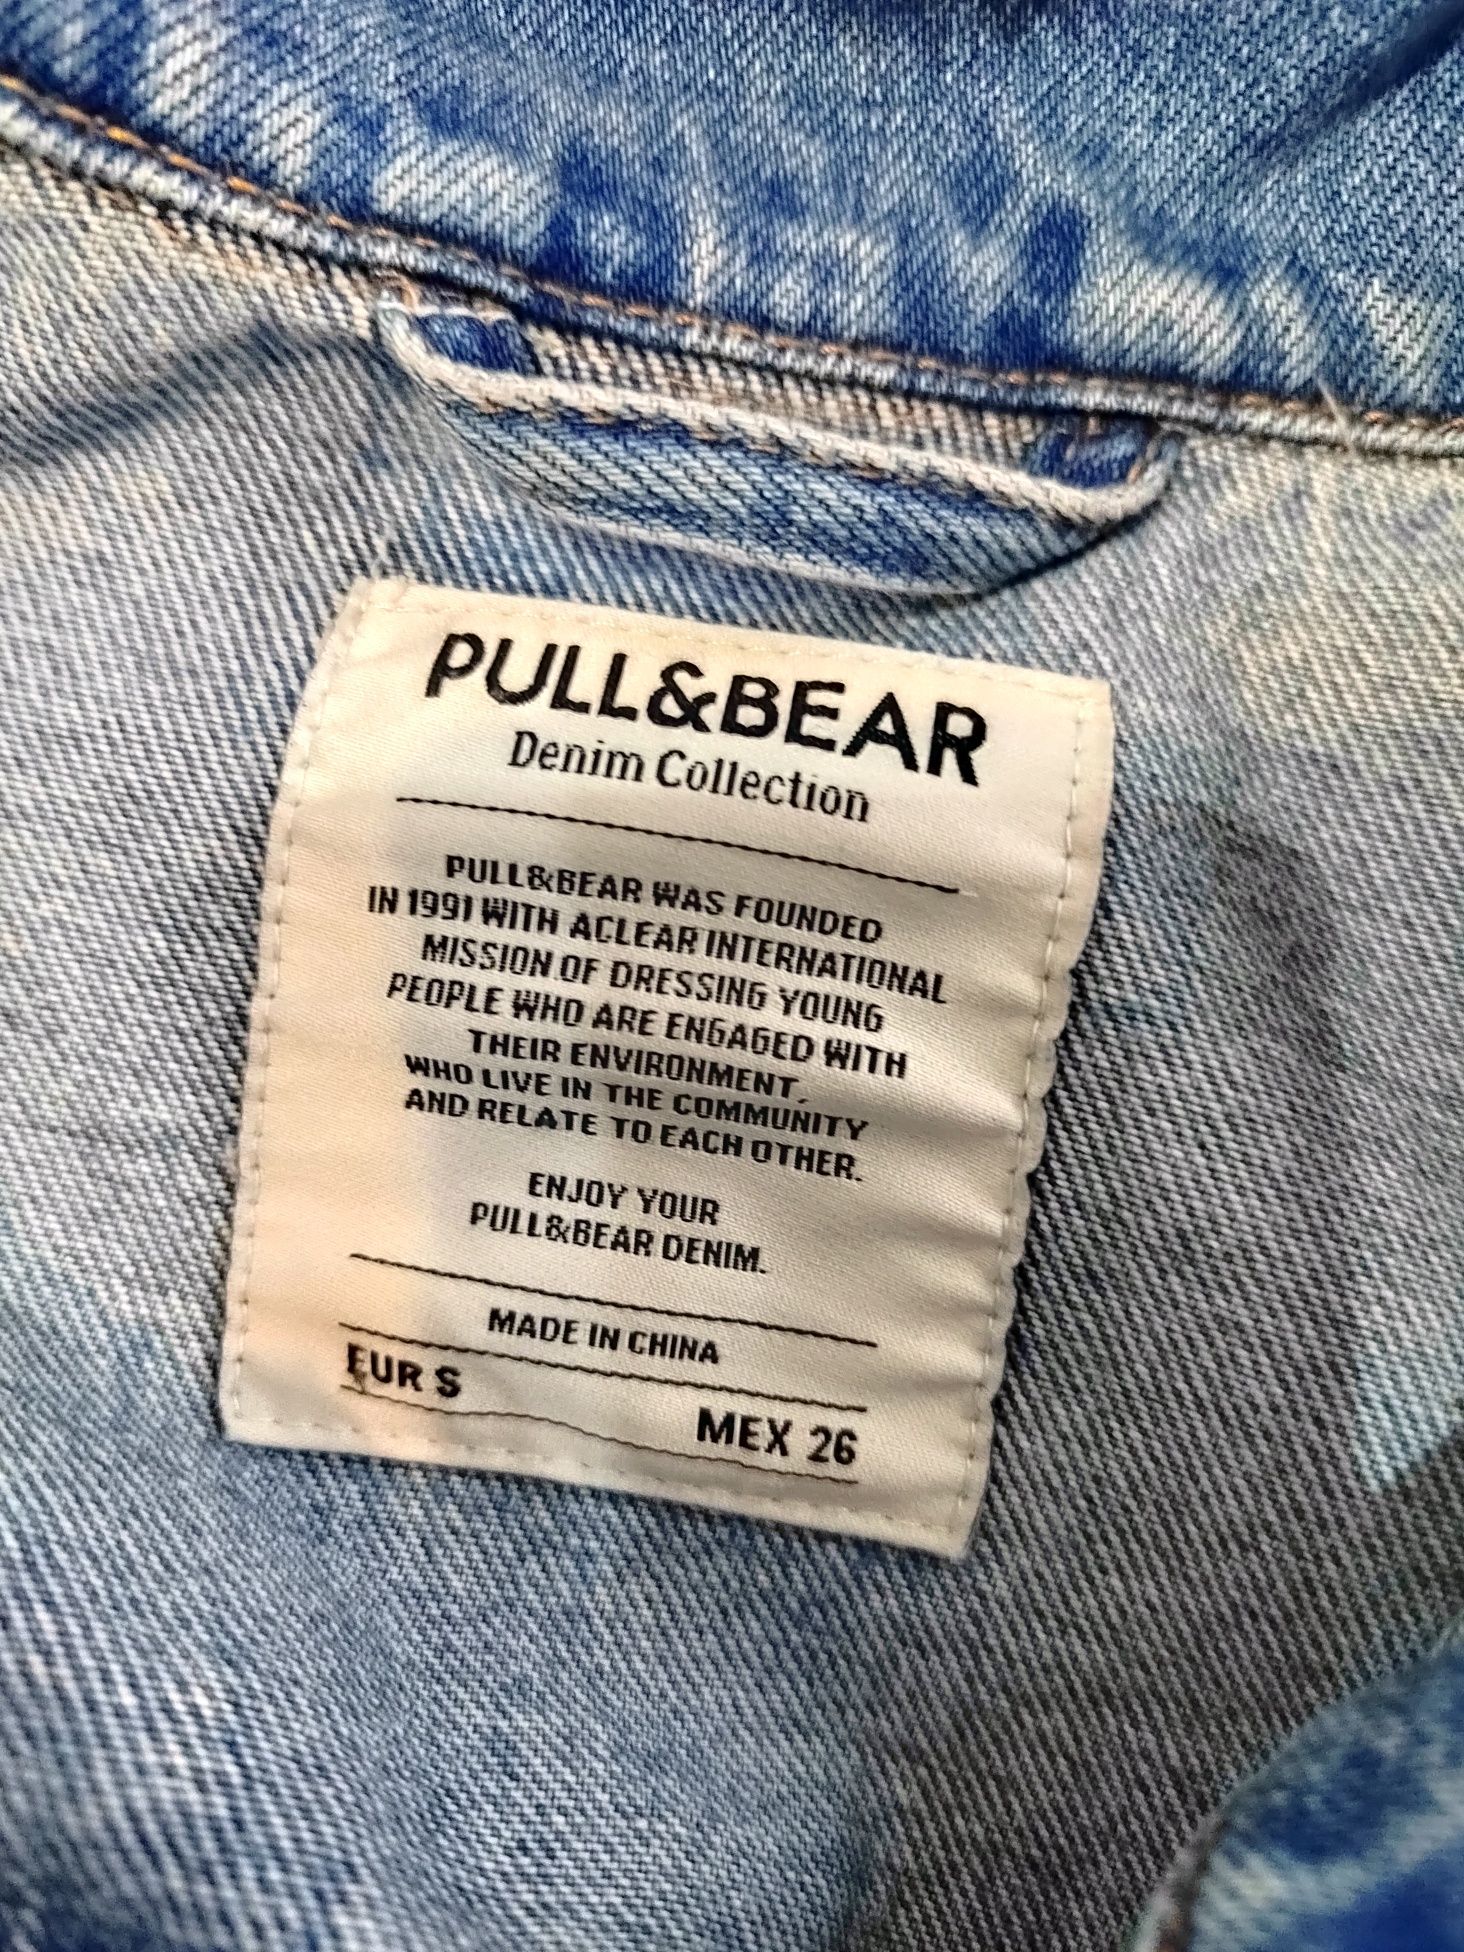 PULL&BEAR
Denim Collection
PULL&BEAR WAS FOUNDED
IN 1991 WITH ACLEAR INTERNATIONAL
MISSION OF DRESSING YOUNG
PEOPLE WHO ARE ENGAGED WITH
THEIR ENVIRONMENT,
WHO LIVE IN THE COMMUNITY
AND RELATE TO EACH OTHER.
ENJOY YOUR
PULL&BEAR DENIM.
MADE IN CHINA
EUR S
MEX 26